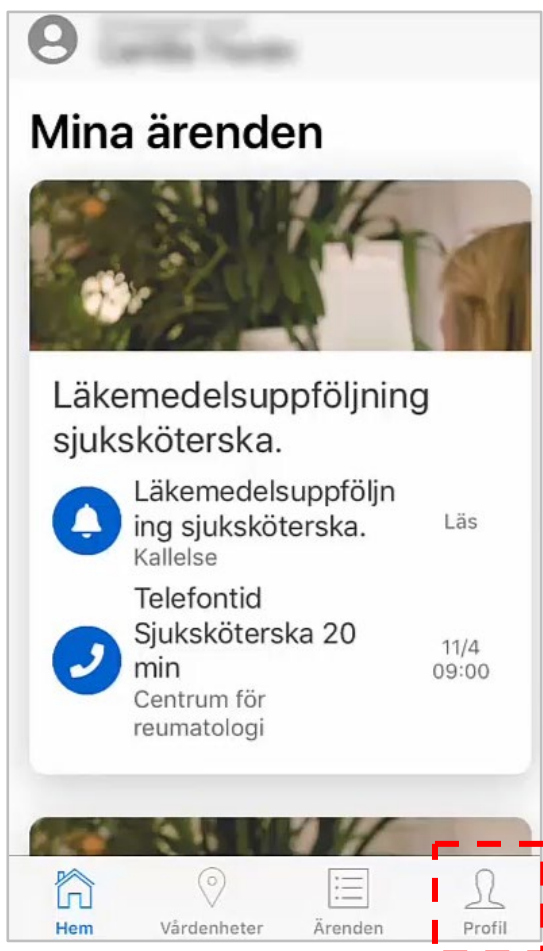 Mina ärenden
Läkemedelsuppföljning
sjuksköterska.
Läkemedelsuppföljn
ing sjuksköterska.
Kallelse
Läs
Telefontid
Sjuksköterska 20
min
Centrum för
reumatologi
11/4
09:00
Hem
Vårdenheter
Ärenden
Profil